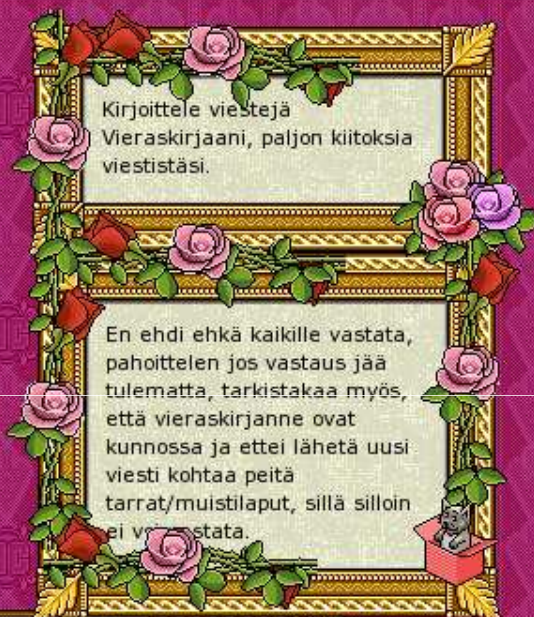 Kirjoittele viestejä
Vieraskirjaani, paljon kiitoksia
viestistäsi.
En ehdi ehkä kaikille vastata,
pahoittelen jos vastaus jää
tulematta, tarkistakaa myös,
että vieraskirjanne ovat
kunnossa ja ettei lähetä uusi
viesti kohtaa peitä
tarrat/muistilaput, sillä silloin
ei